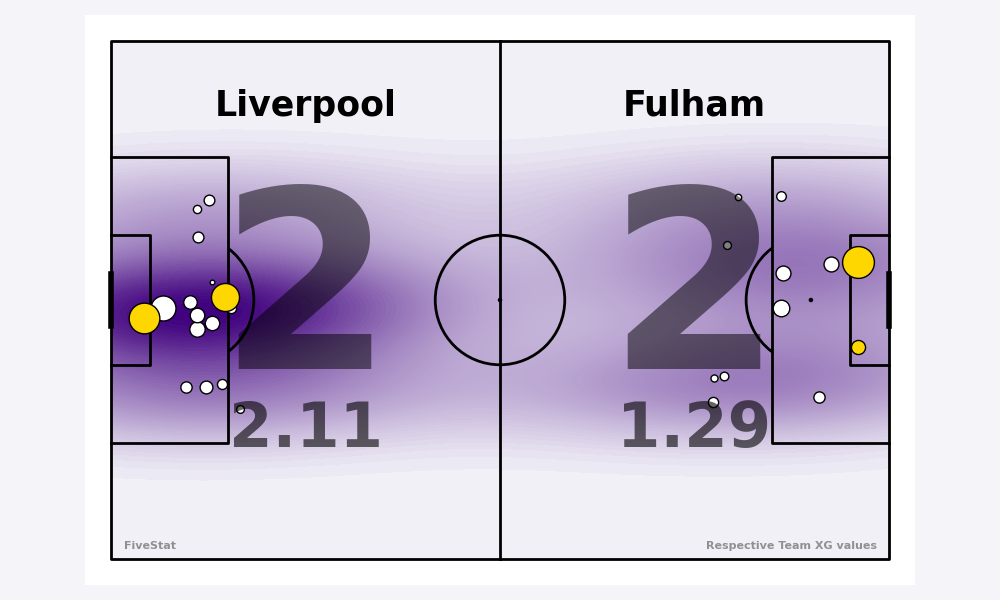 Liverpool
Fulham
2
2
2.11
1.29
FiveStat
Respective Team XG values